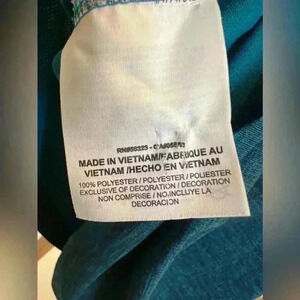 MADE IN VIETNAM/FABRIQUE AU
VIETNAM /HECHO EN VIETNAM
100% POLYESTER / POLYESTER / POLIESTER
EXCLUSIVE OF DECORATION / DECORATION
NON COMPRISE / NO INCLUYE LA
DECORACION